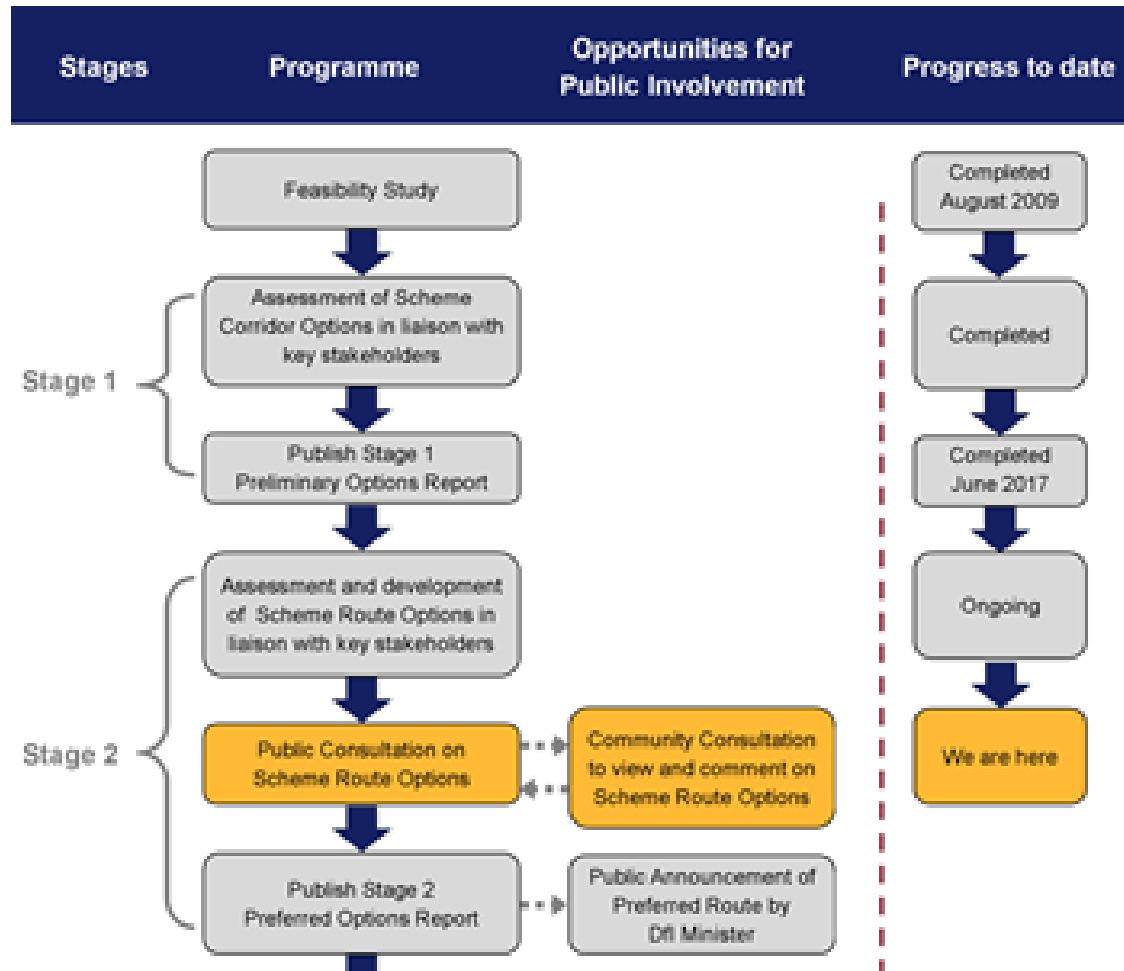 Stages
Programme
Opportunities for
Public Involvement
Progress to date
Feasibility Study
Completed
August 2009
Stage 1
Assessment of Scheme
Corridor Options in liaison with
key stakeholders
Completed
Publish Stage 1
Preliminary Options Report
Completed
June 2017
Stage 2
Assessment and development
of Scheme Route Options in
liaison with key stakeholders
Ongoing
Public Consultation on
Scheme Route Options
Community Consultation
to view and comment on
Scheme Route Options
We are here
Publish Stage 2
Preferred Options Report
Public Announcement of
Preferred Route by
DfI Minister